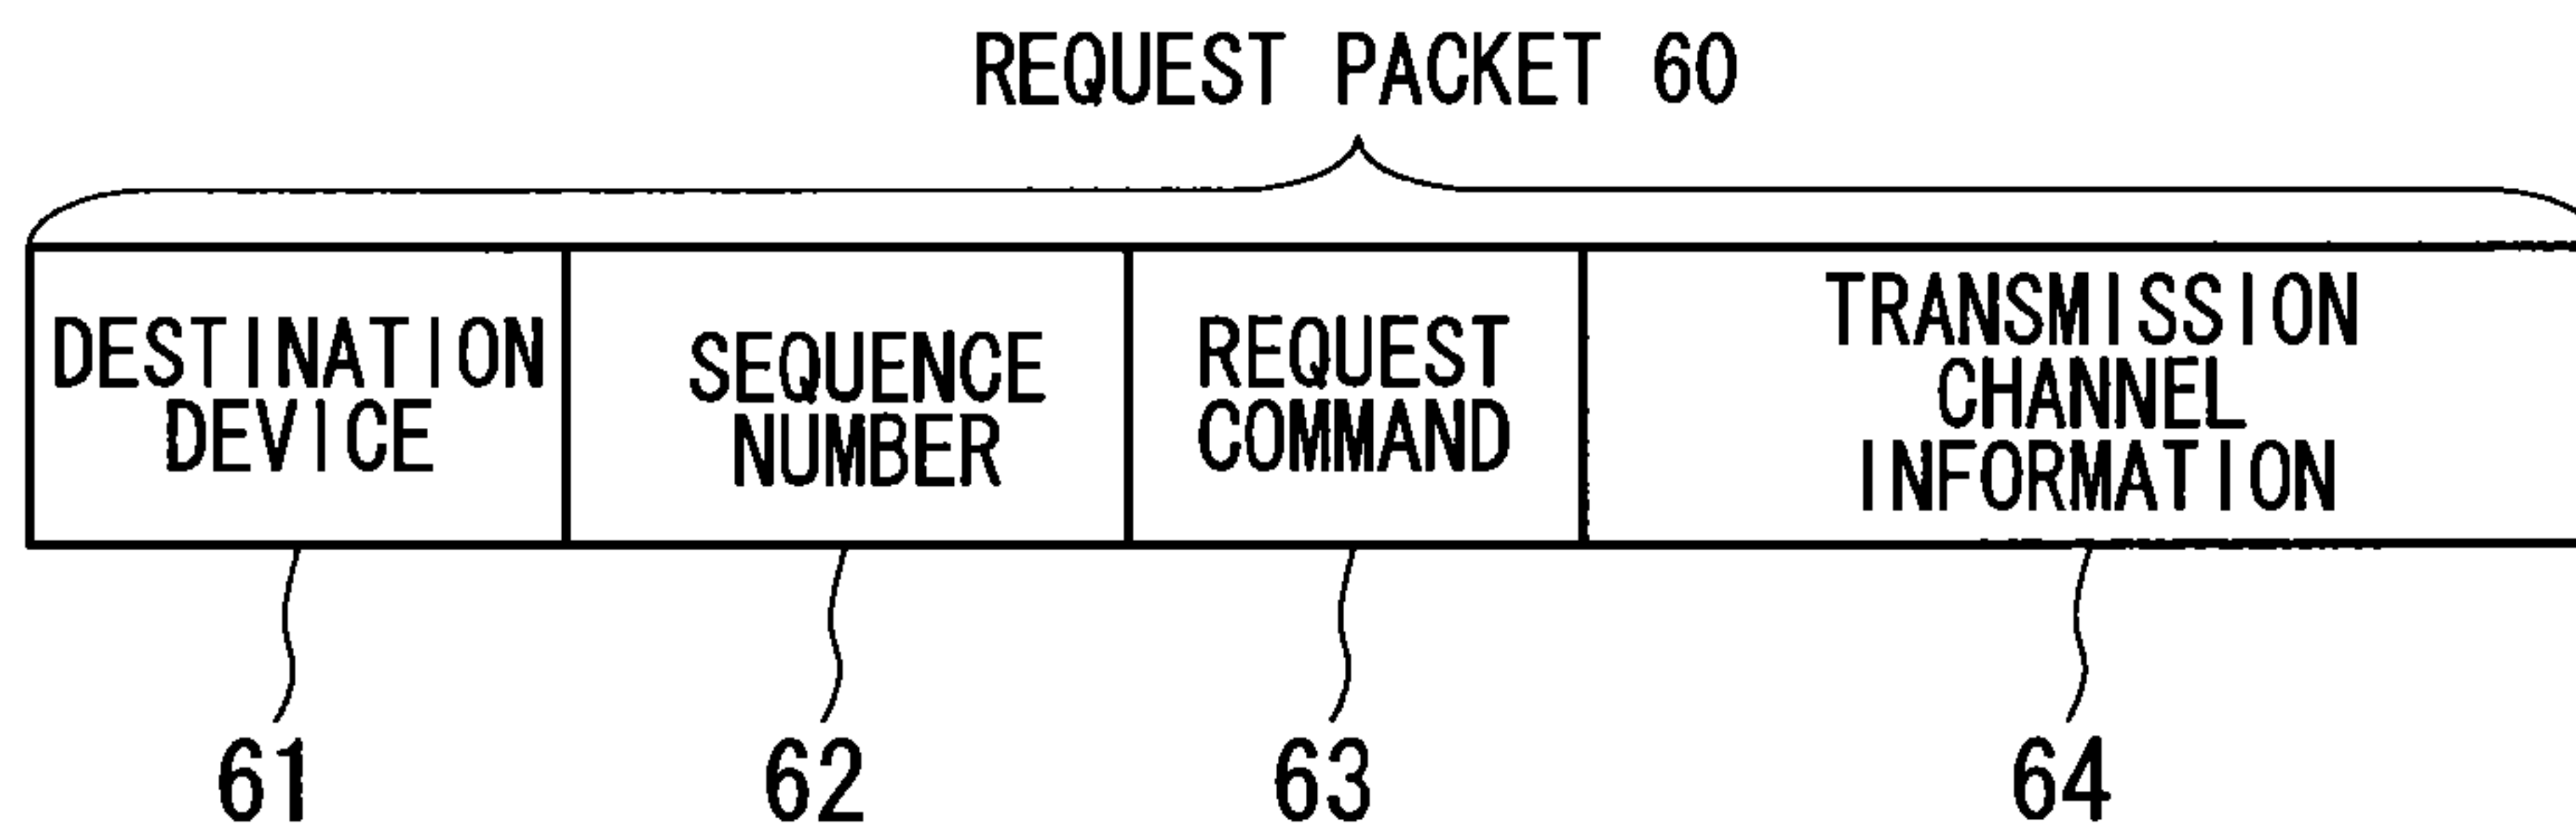 REQUEST PACKET 60
DESTINATION
DEVICE
SEQUENCE
NUMBER
REQUEST
COMMAND
TRANSMISSION
CHANNEL
INFORMATION
61
62
63
64